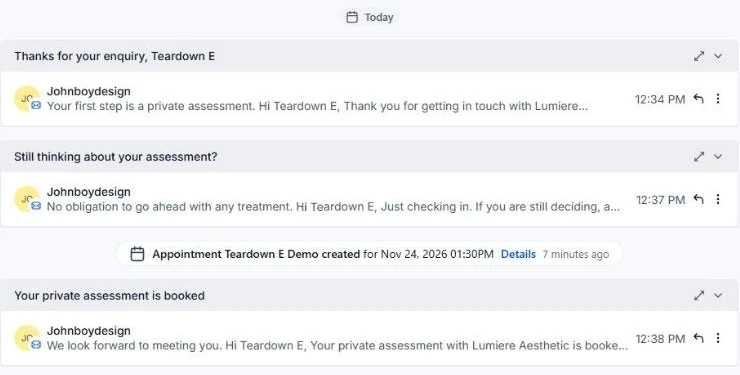 Today
Thanks for your enquiry, Teardown E
Johnboydesign
Your first step is a private assessment. Hi Teardown E, Thank you for getting in touch with Lumiere...
12:34 PM
Still thinking about your assessment?
Johnboydesign
No obligation to go ahead with any treatment. Hi Teardown E, Just checking in. If you are still deciding, a...
12:37 PM
Appointment Teardown E Demo created for Nov 24, 2026 01:30PM Details 7 minutes ago
Your private assessment is booked
Johnboydesign
We look forward to meeting you. Hi Teardown E, Your private assessment with Lumiere Aesthetic is booke...
12:38 PM